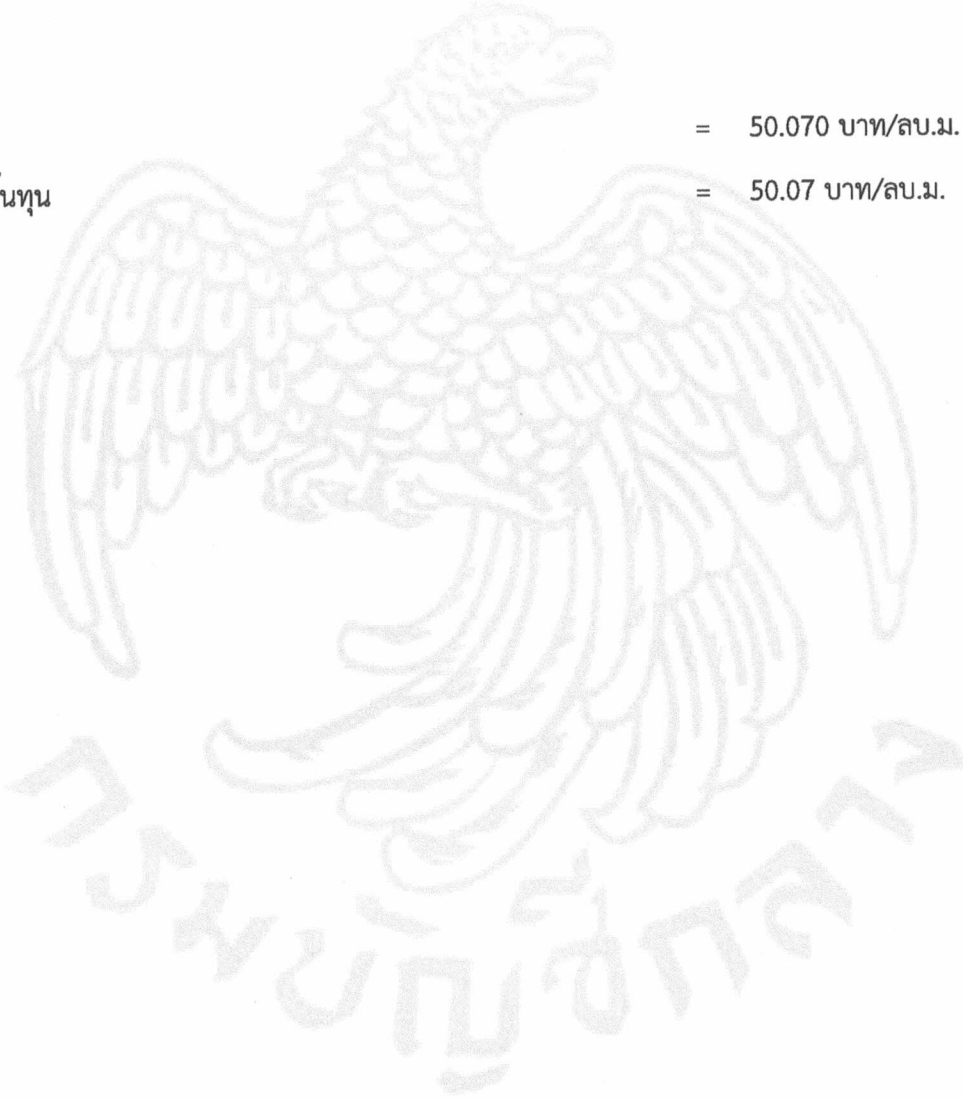 = 50.070 บาท/ลบ.ม.
้นทุน = 50.07 บาท/ลบ.ม.
กรมบัญชีกลาง